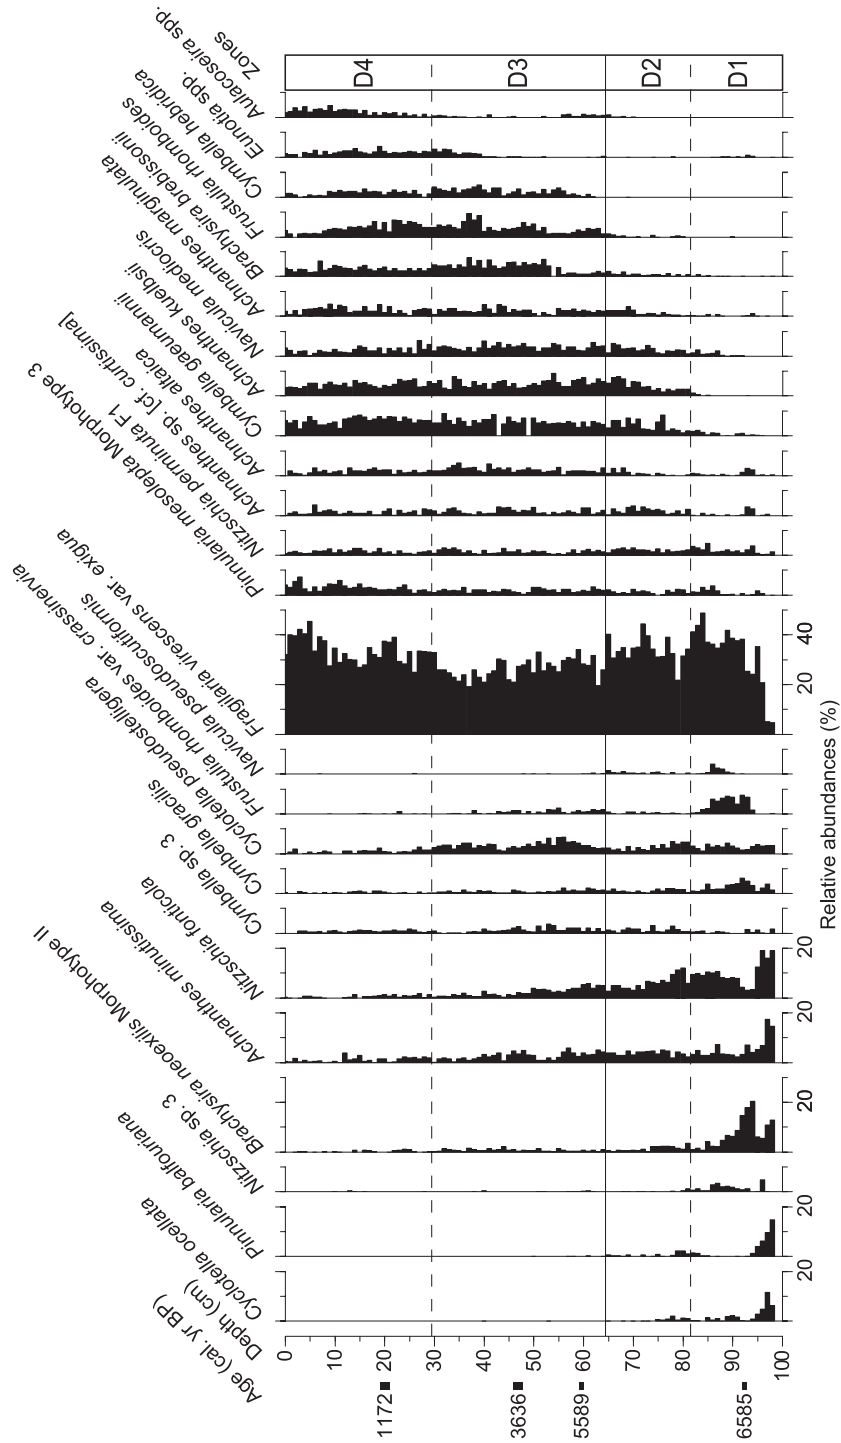 Age (cal. yr BP)
Depth (cm)
Cyclotella ocellata
Pinnularia balfouriana
Nitzschia sp. 3
Brachysira neoexilis Morphotype II
Achnanthes minutissima
Nitzschia fonticola
Cymbella sp. 3
Cymbella gracilis
Cyclotella pseudostelligera
Frustulia rhomboides var. crassinervia
Navicula pseudoscutiformis
Fragilaria virescens var. exigua
Pinnularia mesolepta Morphotype 3
Nitzschia perminuta F1
Achnanthes sp. [cf. curtissima]
Achnanthes altaica
Cymbella gaeumannii
Achnanthes kuelbsii
Navicula mediocris
Achnanthes marginulata
Brachysira brebissonii
Frustulia rhomboides
Cymbella hebridica
Eunotia spp.
Aulacoseira spp.
Zones
D4
D3
D2
D1
0
10
20
30
40
50
60
70
80
90
100
1172
3636
5589
6585
20
20
20
20
20
20
40
Relative abundances (%)